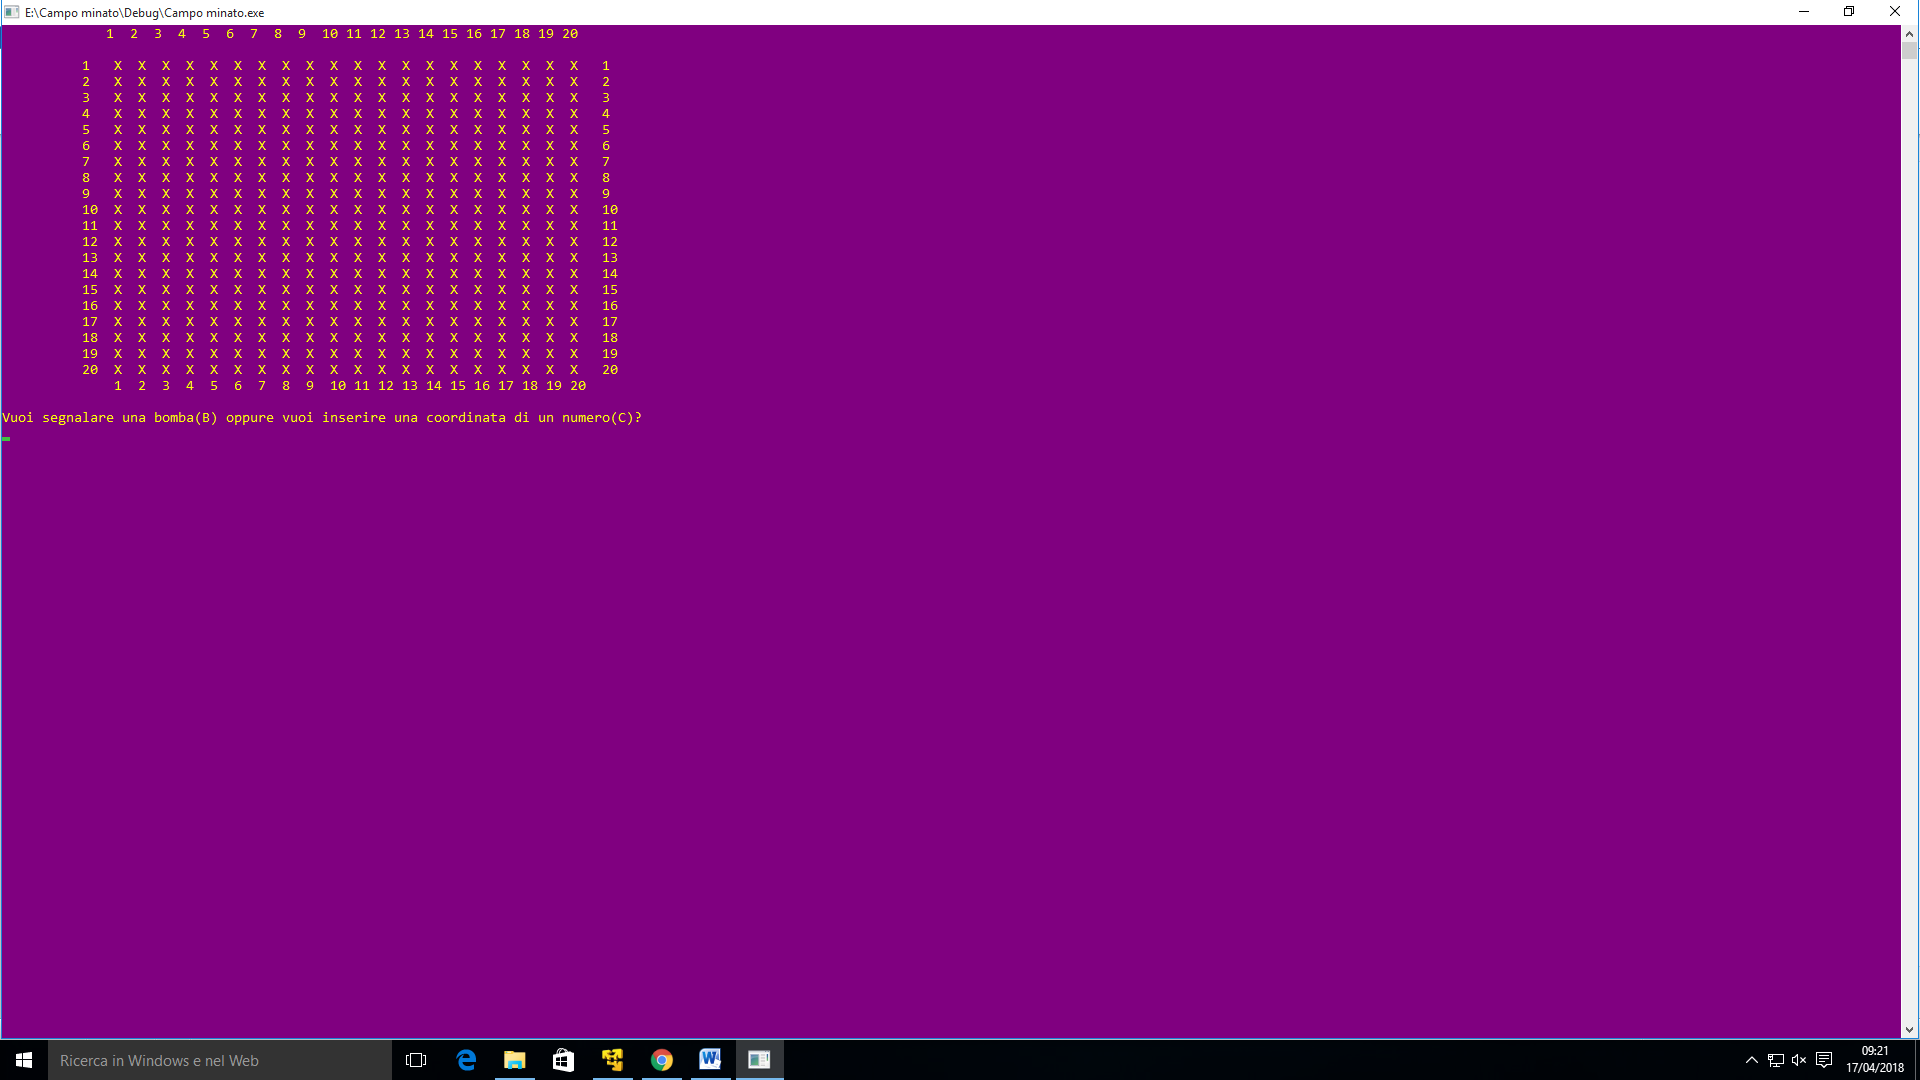 E:\Campo minato\Debug\Campo minato.exe
1 2 3 4 5 6 7 8 9 10 11 12 13 14 15 16 17 18 19 20
1 X X X X X X X X X X X X X X X X X X X X 1
2 X X X X X X X X X X X X X X X X X X X X 2
3 X X X X X X X X X X X X X X X X X X X X 3
4 X X X X X X X X X X X X X X X X X X X X 4
5 X X X X X X X X X X X X X X X X X X X X 5
6 X X X X X X X X X X X X X X X X X X X X 6
7 X X X X X X X X X X X X X X X X X X X X 7
8 X X X X X X X X X X X X X X X X X X X X 8
9 X X X X X X X X X X X X X X X X X X X X 9
10 X X X X X X X X X X X X X X X X X X X X 10
11 X X X X X X X X X X X X X X X X X X X X 11
12 X X X X X X X X X X X X X X X X X X X X 12
13 X X X X X X X X X X X X X X X X X X X X 13
14 X X X X X X X X X X X X X X X X X X X X 14
15 X X X X X X X X X X X X X X X X X X X X 15
16 X X X X X X X X X X X X X X X X X X X X 16
17 X X X X X X X X X X X X X X X X X X X X 17
18 X X X X X X X X X X X X X X X X X X X X 18
19 X X X X X X X X X X X X X X X X X X X X 19
20 X X X X X X X X X X X X X X X X X X X X 20
1 2 3 4 5 6 7 8 9 10 11 12 13 14 15 16 17 18 19 20
Vuoi segnalare una bomba(B) oppure vuoi inserire una coordinata di un numero(C)?
Ricerca in Windows e nel Web
09:21
17/04/2018